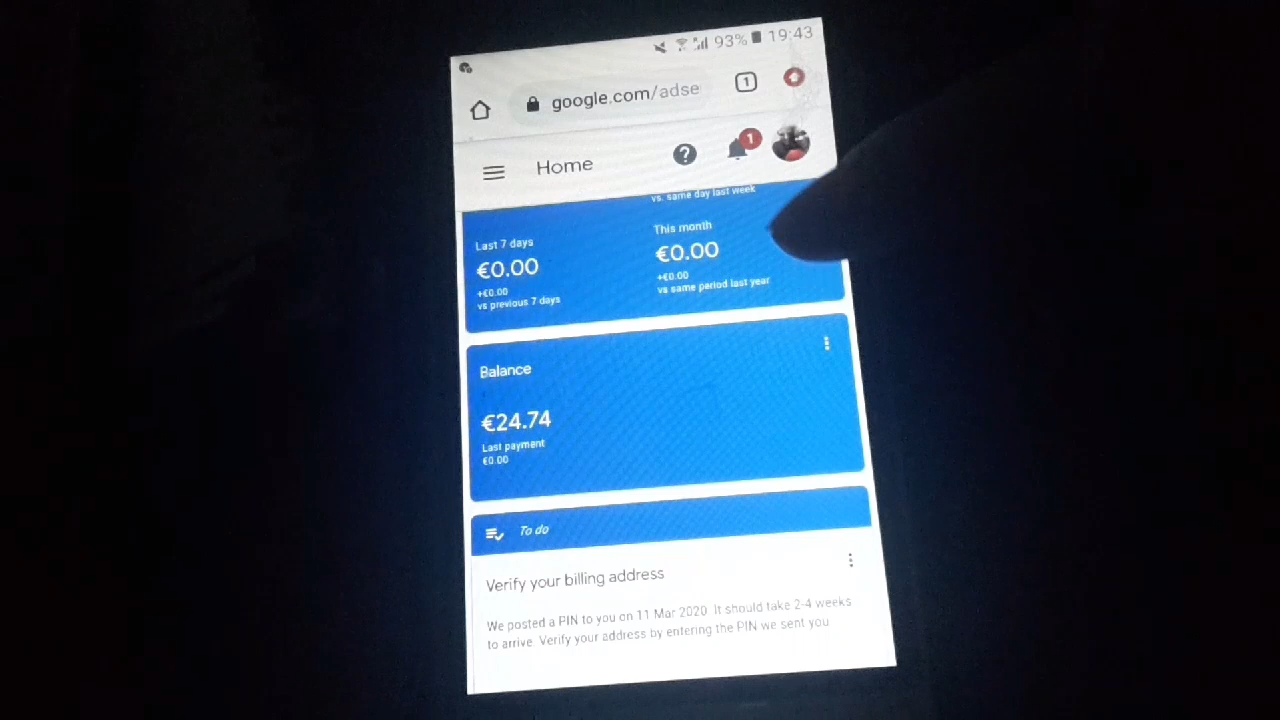 93% 19:43
google.com/adse
1
Home
?
1
vs. same day last week
Last 7 days
€0.00
+€0.00
vs previous 7 days
This month
€0.00
+€0.00
vs same period last year
Balance
€24.74
Last payment
€0.00
To do
Verify your billing address
We posted a PIN to you on 11 Mar 2020. It should take 2-4 weeks
to arrive. Verify your address by entering the PIN we sent you